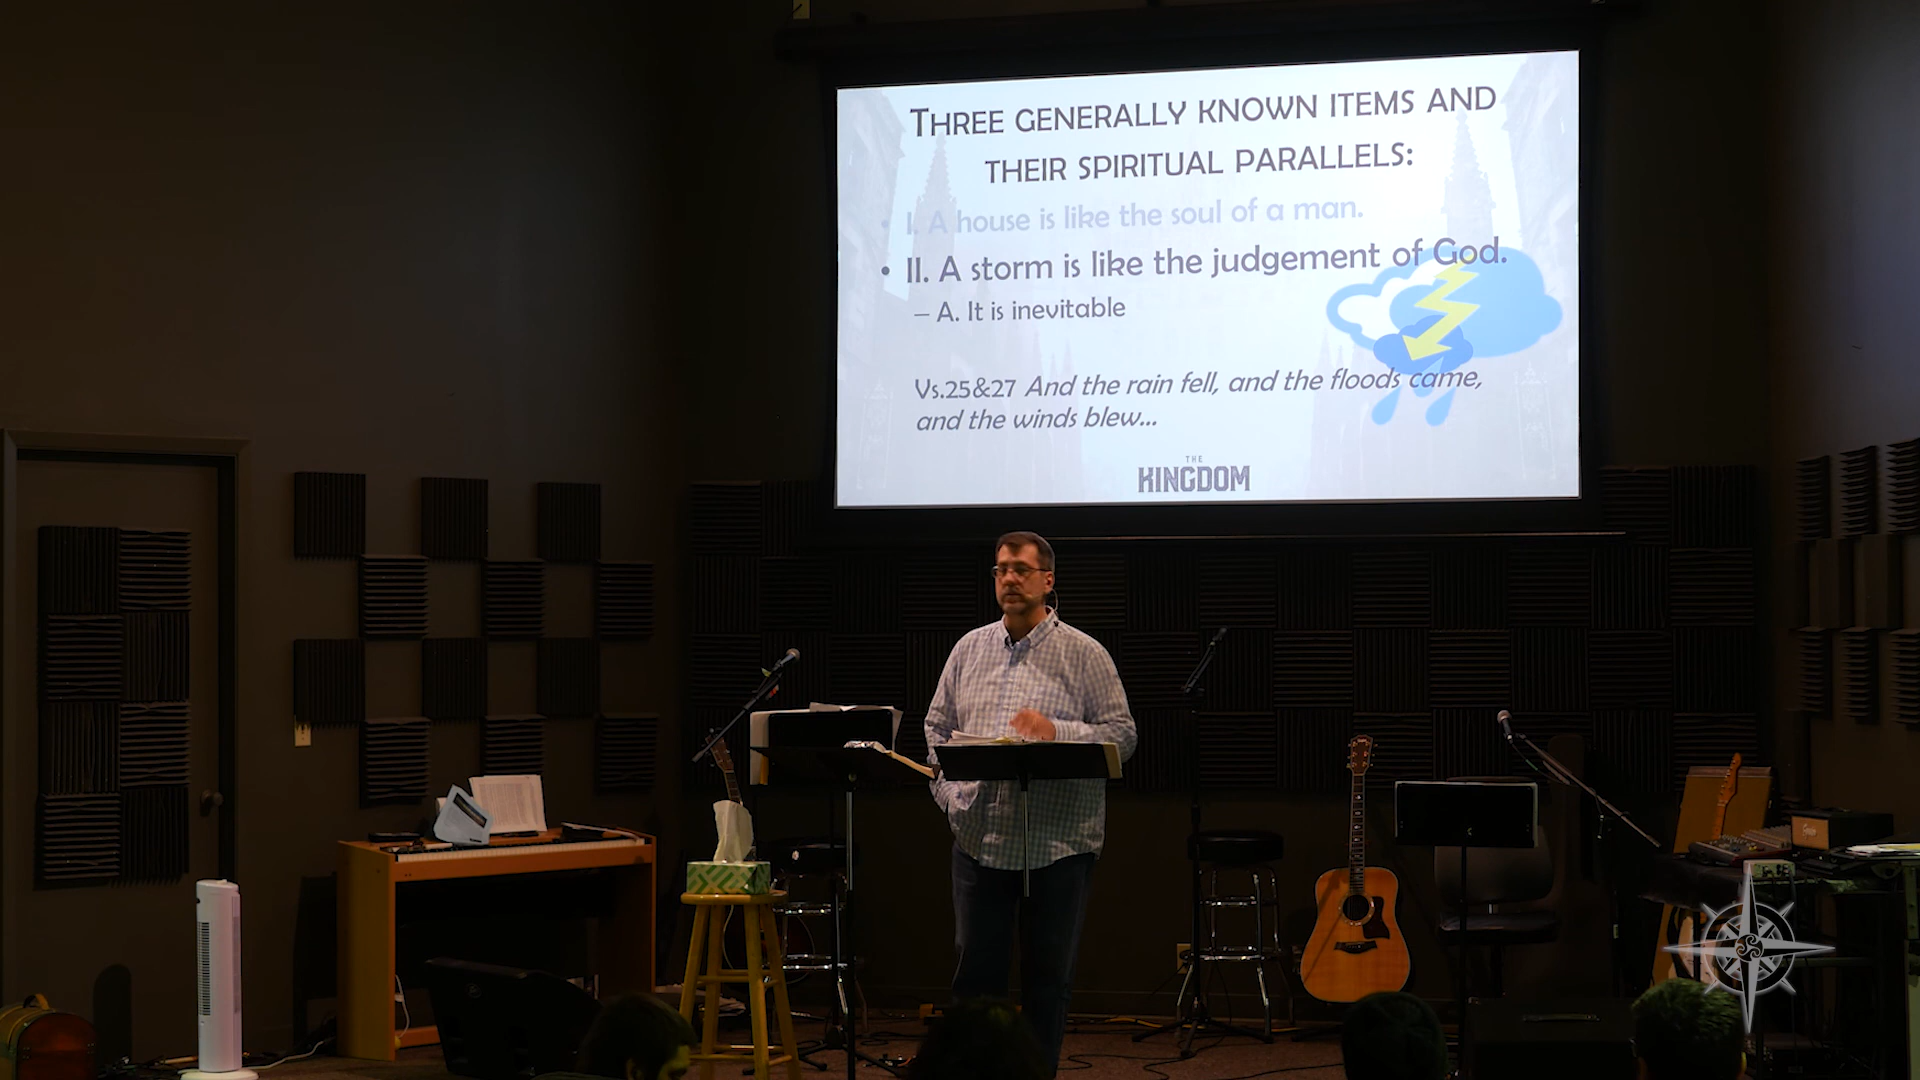 THREE GENERALLY KNOWN ITEMS AND
THEIR SPIRITUAL PARALLELS:
• I. A house is like the soul of a man.
• II. A storm is like the judgement of God.
– A. It is inevitable
Vs.25&27 And the rain fell, and the floods came,
and the winds blew...
THE
KINGDOM